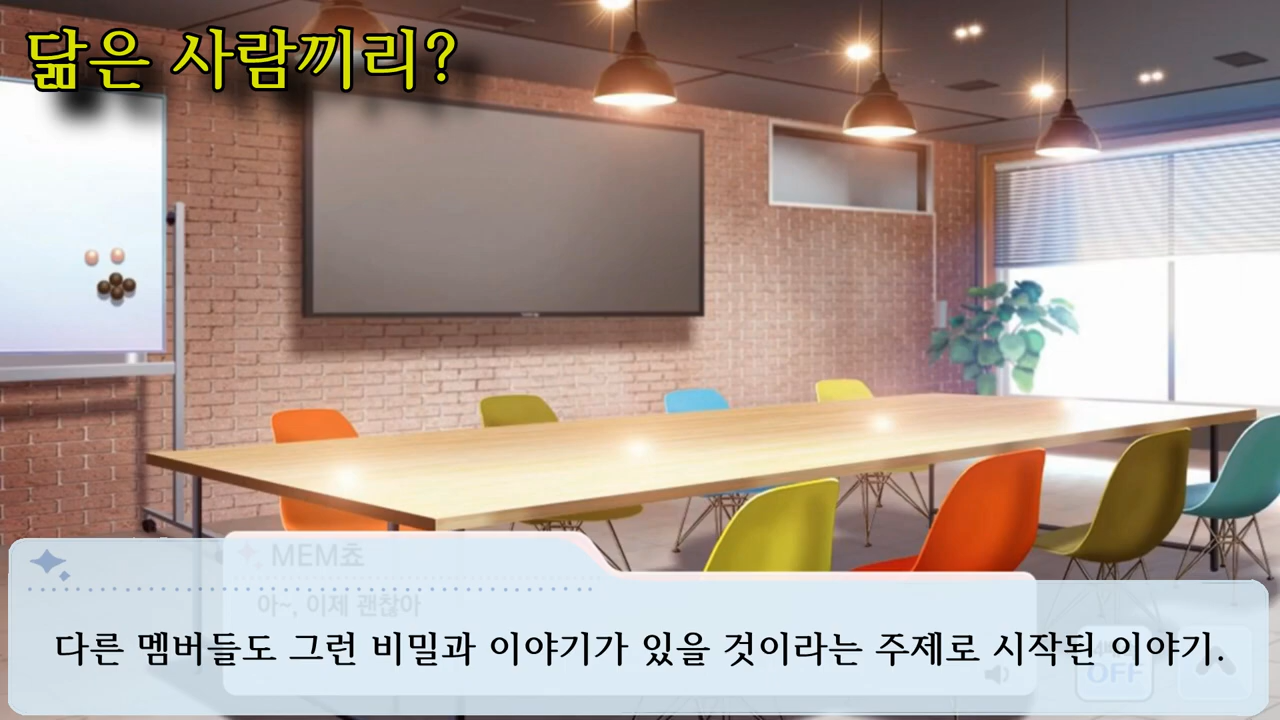 닮은 사람끼리?
MEM쵸
아~, 이제 괜찮아
다른 멤버들도 그런 비밀과 이야기가 있을 것이라는 주제로 시작된 이야기.
OFF